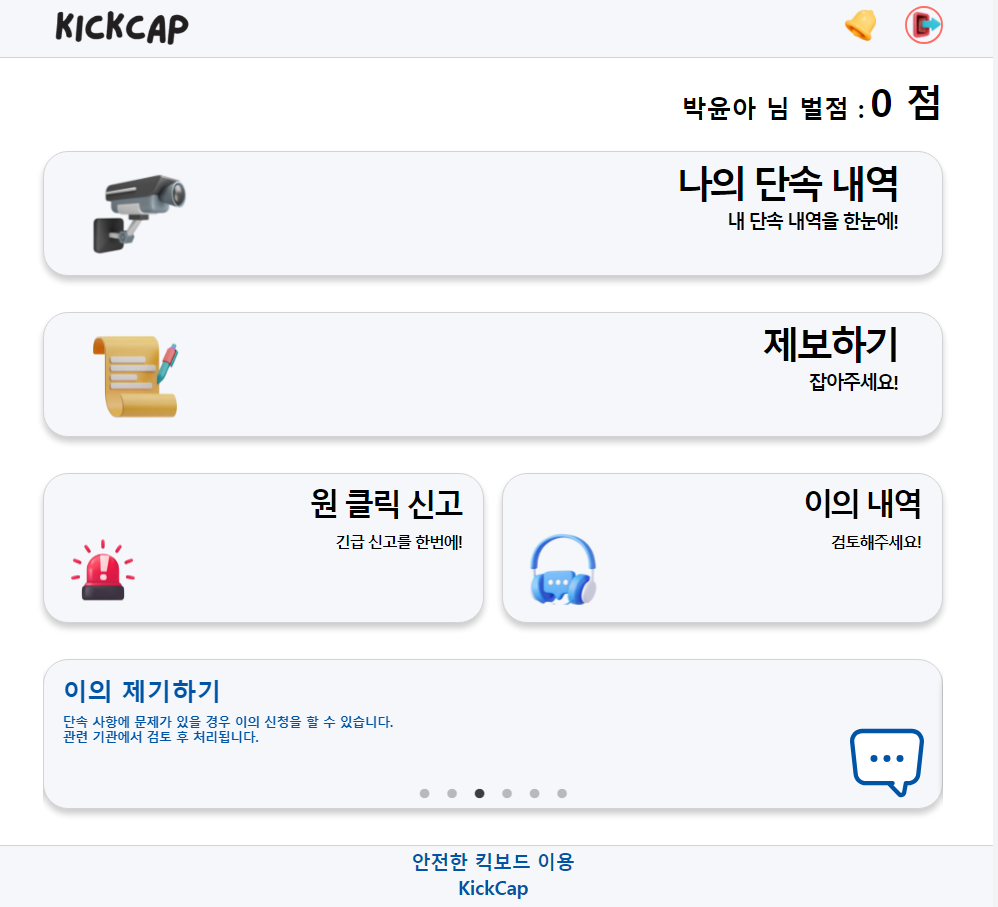 KICKCAP
박윤아 님 벌점 : 0 점
나의 단속 내역
내 단속 내역을 한눈에!
제보하기
잡아주세요!
원 클릭 신고
긴급 신고를 한번에!
이의 내역
검토해주세요!
이의 제기하기
단속 사항에 문제가 있을 경우 이의 신청을 할 수 있습니다.
관련 기관에서 검토 후 처리됩니다.
안전한 킥보드 이용
KickCap